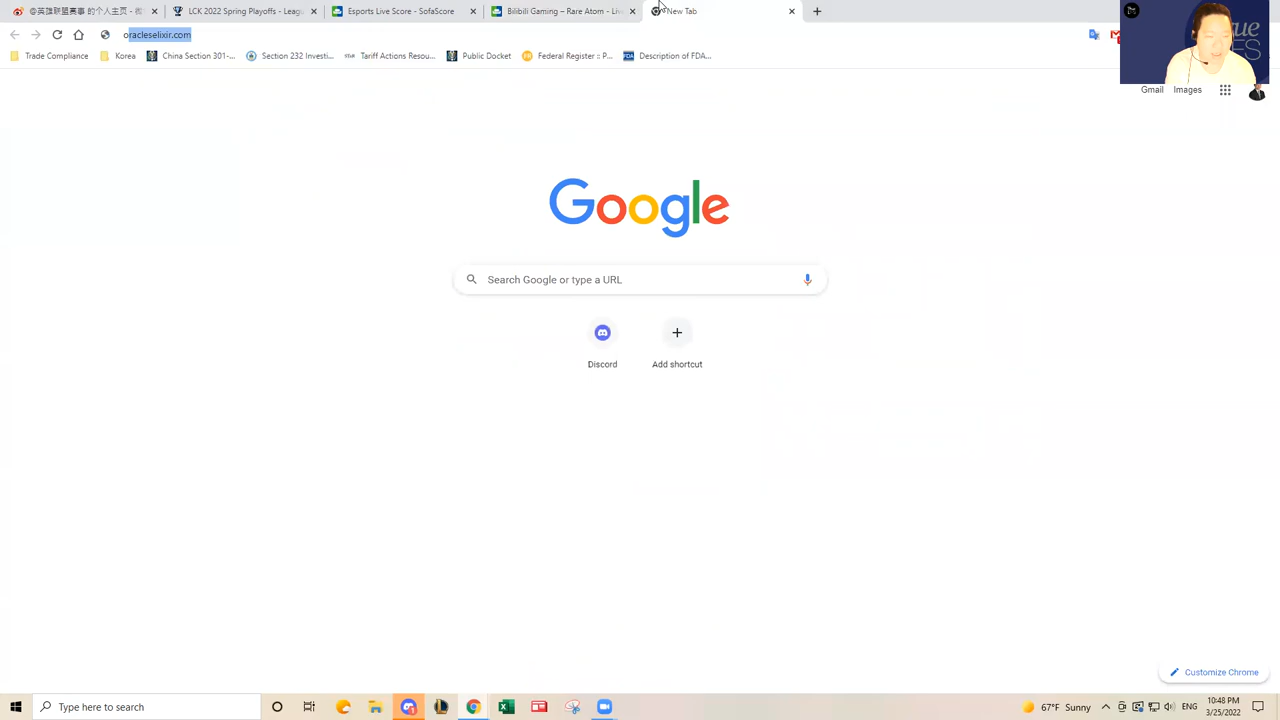 @英雄联盟赛事 的个人主页 - 微
LCK 2022 Spring Playoffs - Leag
Esports Live Score - SofaScore
Bilibili Gaming – Rare Atom - Liv
New Tab
oracleselixir.com
Trade Compliance
Korea
China Section 301-...
Section 232 Investi...
Tariff Actions Resou...
Public Docket
Federal Register :: P...
Description of FDA...
Gmail
Images
Google
Search Google or type a URL
Discord
Add shortcut
Customize Chrome
Type here to search
67°F Sunny
ENG
10:48 PM
3/25/2022